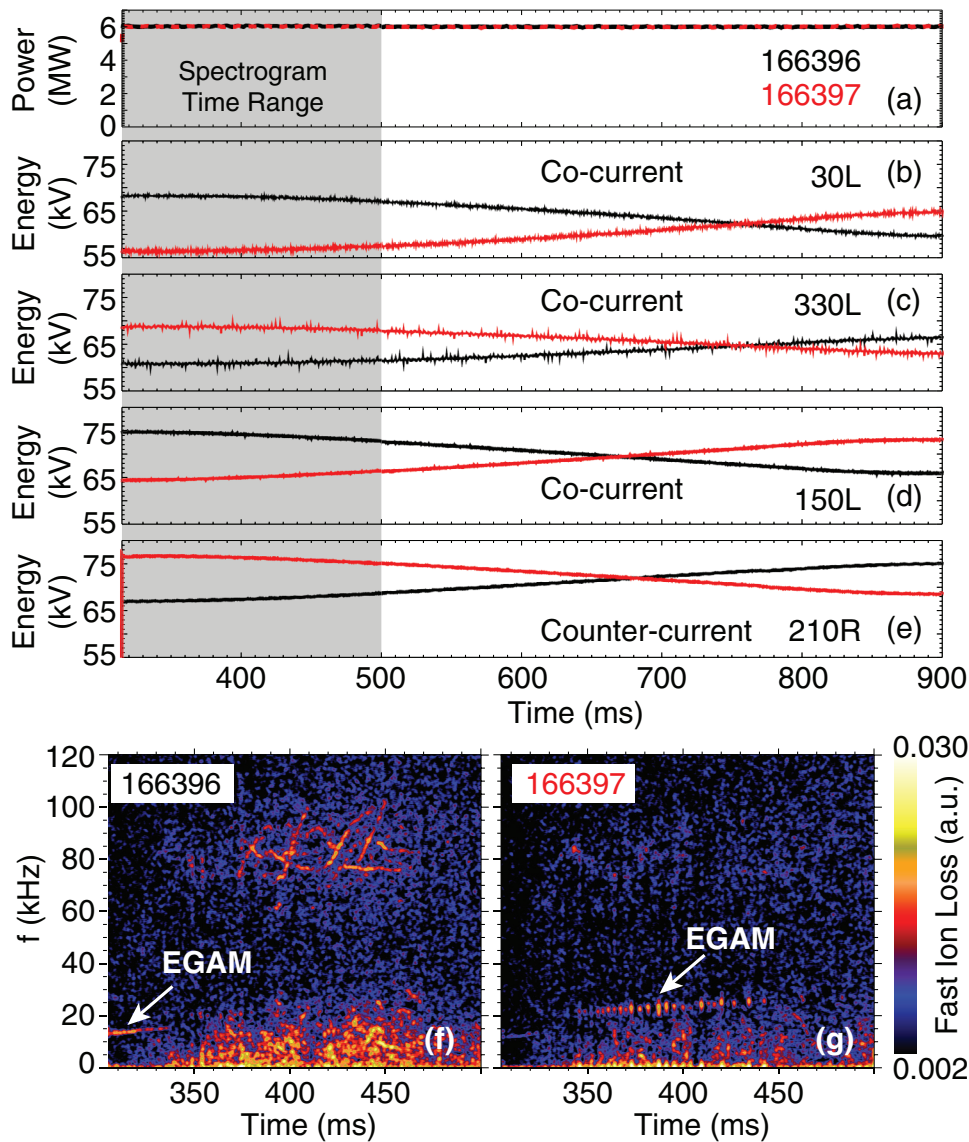 Power
(MW)
6
4
2
0
Spectrogram
Time Range
166396
166397
(a)
Energy
(kV)
75
65
55
Co-current
30L
(b)
Energy
(kV)
75
65
55
Co-current
330L
(c)
Energy
(kV)
75
65
55
Co-current
150L
(d)
Energy
(kV)
75
65
55
Counter-current
210R
(e)
400
500
600
700
800
900
Time (ms)
f (kHz)
120
100
80
60
40
20
0
166396
EGAM
(f)
350
400
450
Time (ms)
166397
EGAM
(g)
350
400
450
Time (ms)
0.030
Fast Ion Loss (a.u.)
0.002